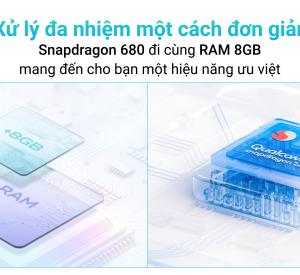 Xử lý đa nhiệm một cách đơn giản
Snapdragon 680 đi cùng RAM 8GB
mang đến cho bạn một hiệu năng ưu việt
+8GB
RAM
Qualcomm
snapdragon